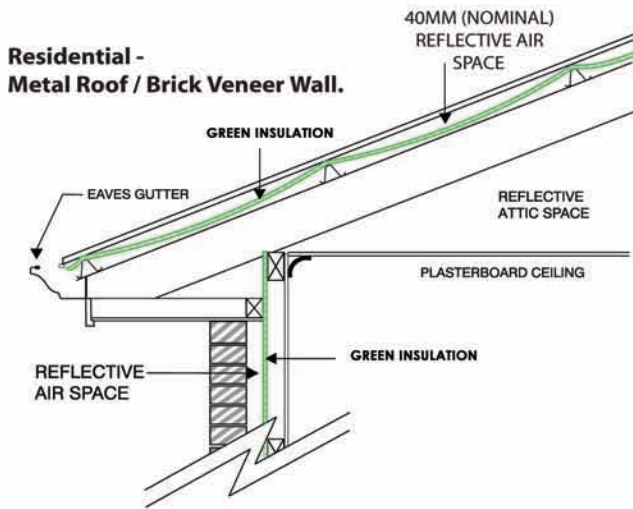 Residential -
Metal Roof / Brick Veneer Wall.
40MM (NOMINAL)
REFLECTIVE AIR
SPACE
GREEN INSULATION
EAVES GUTTER
REFLECTIVE
ATTIC SPACE
PLASTERBOARD CEILING
REFLECTIVE
AIR SPACE
GREEN INSULATION